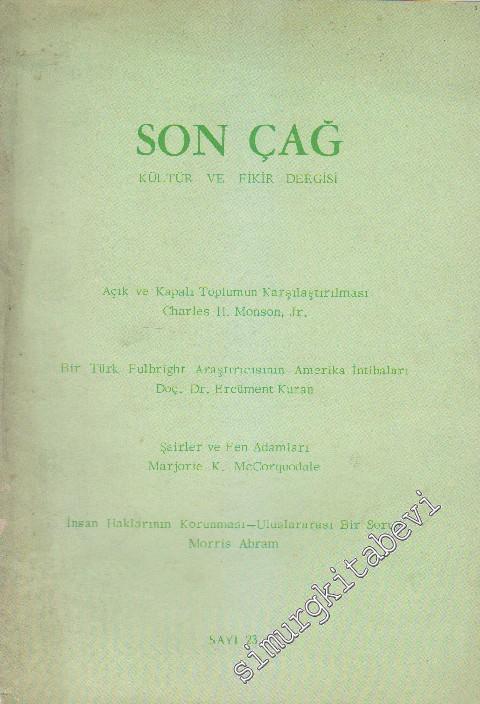 SON ÇAĞ
KÜLTÜR VE FİKİR DERGİSİ
Açık ve Kapalı Toplumun Karşılaştırılması
Charles H. Monson, Jr.
Bir Türk Fulbright Araştırıcısının Amerika İntibaları
Doç. Dr. Ercüment Kuran
Şairler ve Fen Adamları
Marjorie K. McCorquodale
İnsan Haklarının Korunması—Uluslararası Bir
Morris Abram
SAYI 23
simurgkitabevi